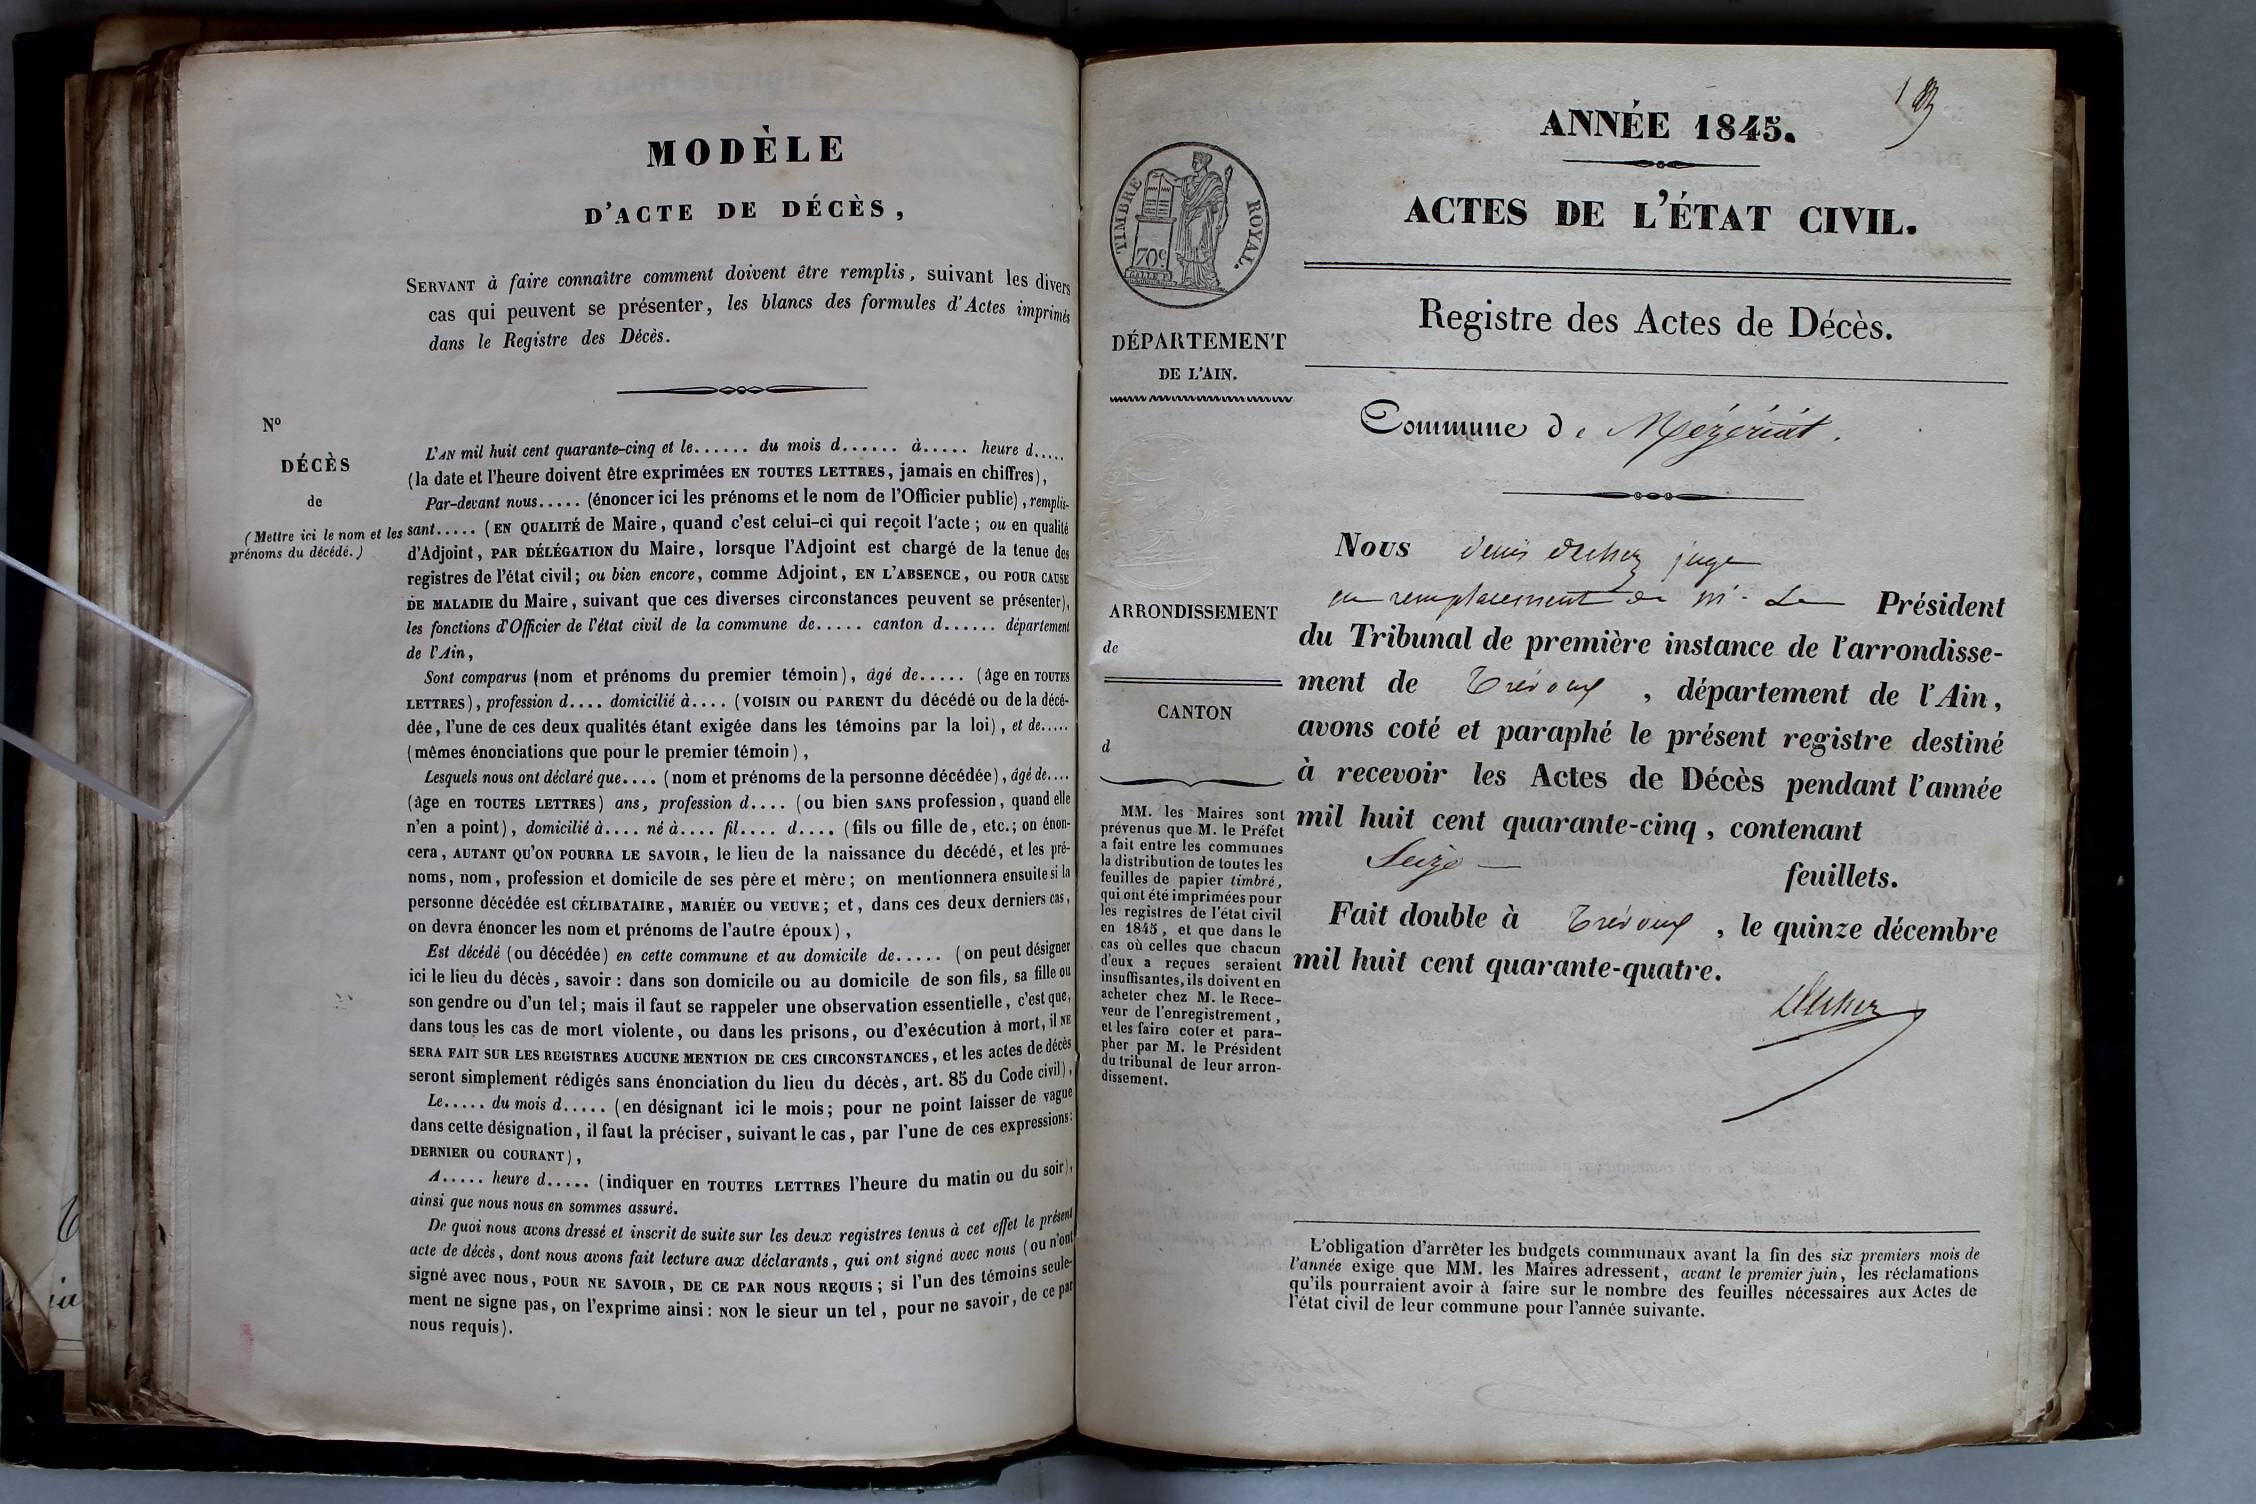 MODÈLE
D'ACTE DE DÉCÈS,
SERVANT à faire connaître comment doivent être remplis, suivant les divers
cas qui peuvent se présenter, les blancs des formules d'Actes imprimés
dans le Registre des Décès.
No
DÉCÈS
de
(Mettre ici le nom et les
prénoms du décédé.)
L'AN mil huit cent quarante-cinq et le...... du mois d...... à..... heure d.....
(la date et l'heure doivent être exprimées EN TOUTES LETTRES, jamais en chiffres),
Par-devant nous..... (énoncer ici les prénoms et le nom de l'Officier public), remplis-
sant..... (EN QUALITÉ de Maire, quand c'est celui-ci qui reçoit l'acte; ou en qualité
d'Adjoint, PAR DÉLÉGATION du Maire, lorsque l'Adjoint est chargé de la tenue des
registres de l'état civil; ou bien encore, comme Adjoint, EN L'ABSENCE, OU POUR CAUSE
DE MALADIE du Maire, suivant que ces diverses circonstances peuvent se présenter),
les fonctions d'Officier de l'état civil de la commune de..... canton d...... département
de l'Ain,
Sont comparus (nom et prénoms du premier témoin), âgé de..... (âge en TOUTES
LETTRES), profession d.... domicilié à.... (VOISIN OU PARENT du décédé ou de la décé-
dée, l'une de ces deux qualités étant exigée dans les témoins par la loi), et de.....
(mêmes énonciations que pour le premier témoin),
Lesquels nous ont déclaré que.... (nom et prénoms de la personne décédée), âgé de....
(âge en TOUTES LETTRES) ans, profession d.... (ou bien SANS profession, quand elle
n'en a point), domicilié à.... né à.... fil.... d.... (fils ou fille de, etc.; on énon-
cera, AUTANT QU'ON POURRA LE SAVOIR, le lieu de la naissance du décédé, et les pré-
noms, nom, profession et domicile de ses père et mère; on mentionnera ensuite si la
personne décédée est CÉLIBATAIRE, MARIÉE OU VEUVE; et, dans ces deux derniers cas,
on devra énoncer les nom et prénoms de l'autre époux),
Est décédé (ou décédée) en cette commune et au domicile de..... (on peut désigner
ici le lieu du décès, savoir: dans son domicile ou au domicile de son fils, sa fille ou
son gendre ou d'un tel; mais il faut se rappeler une observation essentielle, c'est que,
dans tous les cas de mort violente, ou dans les prisons, ou d'exécution à mort, il NE
SERA FAIT SUR LES REGISTRES AUCUNE MENTION DE CES CIRCONSTANCES, et les actes de décès
seront simplement rédigés sans énonciation du lieu du décès, art. 85 du Code civil),
Le..... du mois d..... (en désignant ici le mois; pour ne point laisser de vague
dans cette désignation, il faut la préciser, suivant le cas, par l'une de ces expressions:
DERNIER OU COURANT),
A..... heure d..... (indiquer en TOUTES LETTRES l'heure du matin ou du soir),
ainsi que nous nous en sommes assuré.
De quoi nous avons dressé et inscrit de suite sur les deux registres tenus à cet effet le présent
acte de décès, dont nous avons fait lecture aux déclarants, qui ont signé avec nous (ou n'ont
signé avec nous, POUR NE SAVOIR, DE CE PAR NOUS REQUIS; si l'un des témoins seule-
ment ne signe pas, on l'exprime ainsi: NON le sieur un tel, pour ne savoir, de ce par
nous requis).
ANNÉE 1845.
ACTES DE L'ÉTAT CIVIL.
TIMBRE ROYAL.
70c
DÉPARTEMENT
DE L'AIN.
Registre des Actes de Décès.
Commune de Mézériat.
ARRONDISSEMENT
de
CANTON
d
MM. les Maires sont
prévenus que M. le Préfet
a fait entre les communes
la distribution de toutes les
feuilles de papier timbré,
qui ont été imprimées pour
les registres de l'état civil
en 1845, et que dans le
cas où celles que chacun
d'eux a reçues seraient
insuffisantes, ils doivent en
acheter chez M. le Rece-
veur de l'enregistrement,
et les faire coter et para-
pher par M. le Président
du tribunal de leur arron-
dissement.
Nous Denis juge
en remplacement de Mr Le Président
du Tribunal de première instance de l'arrondisse-
ment de Trévoux, département de l'Ain,
avons coté et paraphé le présent registre destiné
à recevoir les Actes de Décès pendant l'année
mil huit cent quarante-cinq, contenant
Seize feuillets.
Fait double à Trévoux, le quinze décembre
mil huit cent quarante-quatre.
L'obligation d'arrêter les budgets communaux avant la fin des six premiers mois de
l'année exige que MM. les Maires adressent, avant le premier juin, les réclamations
qu'ils pourraient avoir à faire sur le nombre des feuilles nécessaires aux Actes de
l'état civil de leur commune pour l'année suivante.